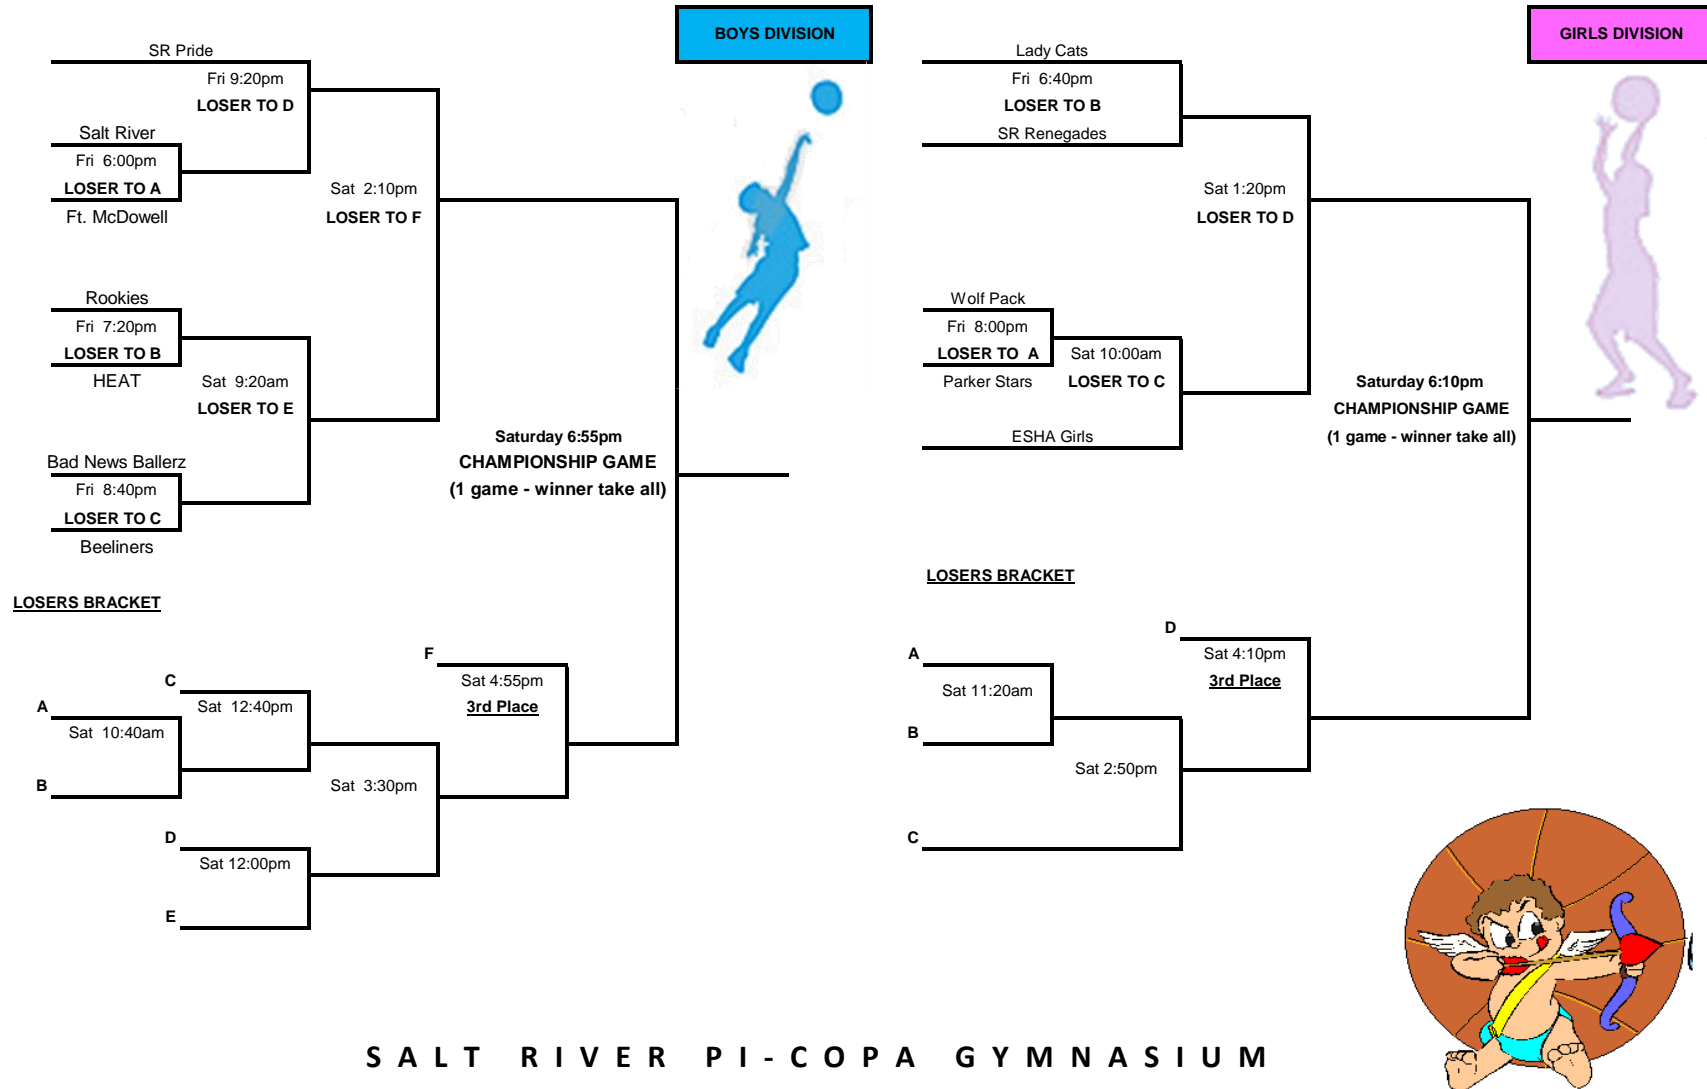 BOYS DIVISION
SR Pride
Fri 9:20pm
LOSER TO D
Salt River
Fri 6:00pm
LOSER TO A
Ft. McDowell
Sat 2:10pm
LOSER TO F
Rookies
Fri 7:20pm
LOSER TO B
HEAT
Sat 9:20am
LOSER TO E
Bad News Ballerz
Fri 8:40pm
LOSER TO C
Beeliners
Saturday 6:55pm
CHAMPIONSHIP GAME
(1 game - winner take all)
LOSERS BRACKET
F
Sat 4:55pm
3rd Place
C
Sat 12:40pm
A
Sat 10:40am
B
Sat 3:30pm
D
Sat 12:00pm
E
GIRLS DIVISION
Lady Cats
Fri 6:40pm
LOSER TO B
SR Renegades
Sat 1:20pm
LOSER TO D
Wolf Pack
Fri 8:00pm
LOSER TO A
Parker Stars
Sat 10:00am
LOSER TO C
ESHA Girls
Saturday 6:10pm
CHAMPIONSHIP GAME
(1 game - winner take all)
LOSERS BRACKET
D
Sat 4:10pm
3rd Place
A
Sat 11:20am
B
Sat 2:50pm
C
SALT RIVER PI-COPA GYMNASIUM